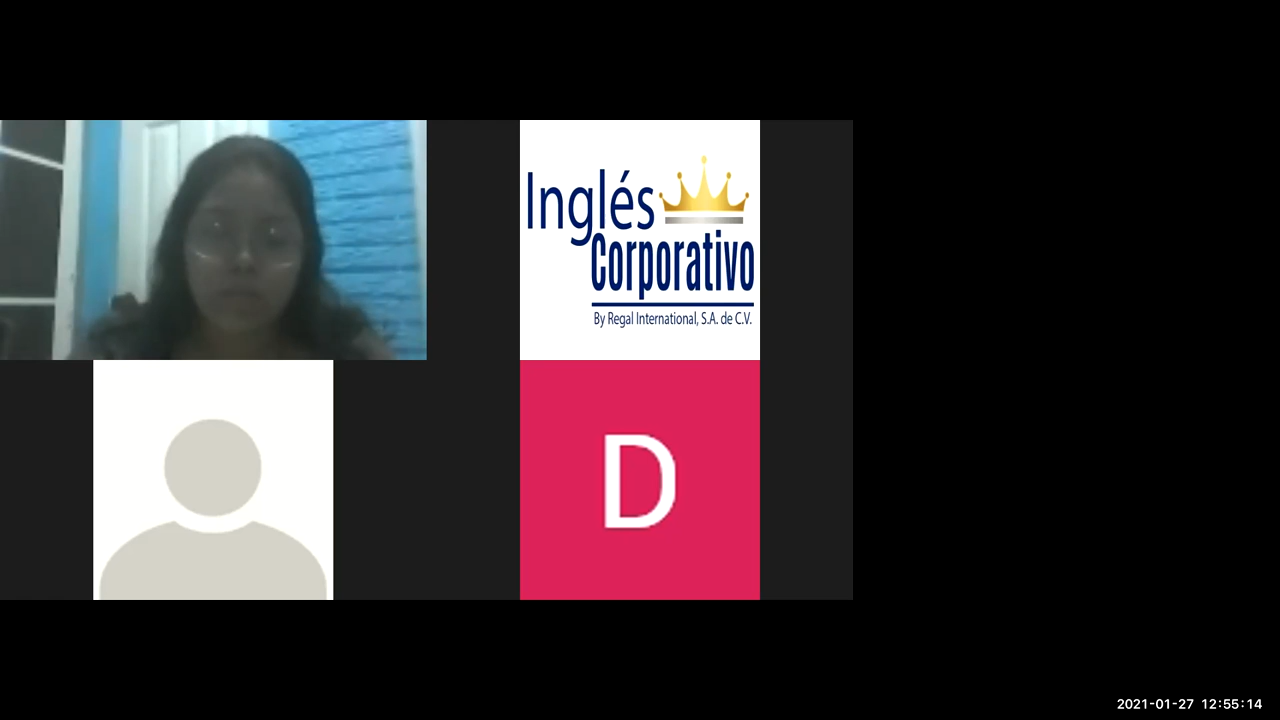 Inglés
Corporativo
By Regal International, S.A. de C.V.
D
2021-01-27 12:55:14